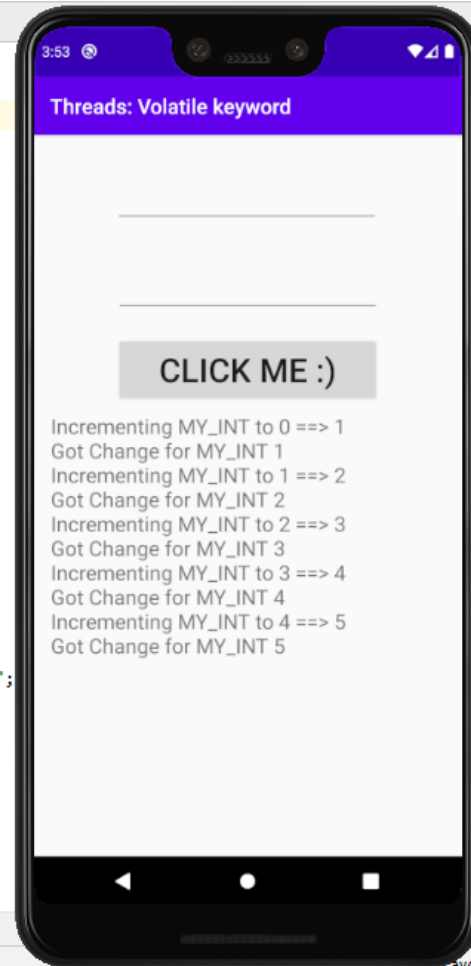 3:53
Threads: Volatile keyword
CLICK ME :)
Incrementing MY_INT to 0 ==> 1
Got Change for MY_INT 1
Incrementing MY_INT to 1 ==> 2
Got Change for MY_INT 2
Incrementing MY_INT to 2 ==> 3
Got Change for MY_INT 3
Incrementing MY_INT to 3 ==> 4
Got Change for MY_INT 4
Incrementing MY_INT to 4 ==> 5
Got Change for MY_INT 5
";